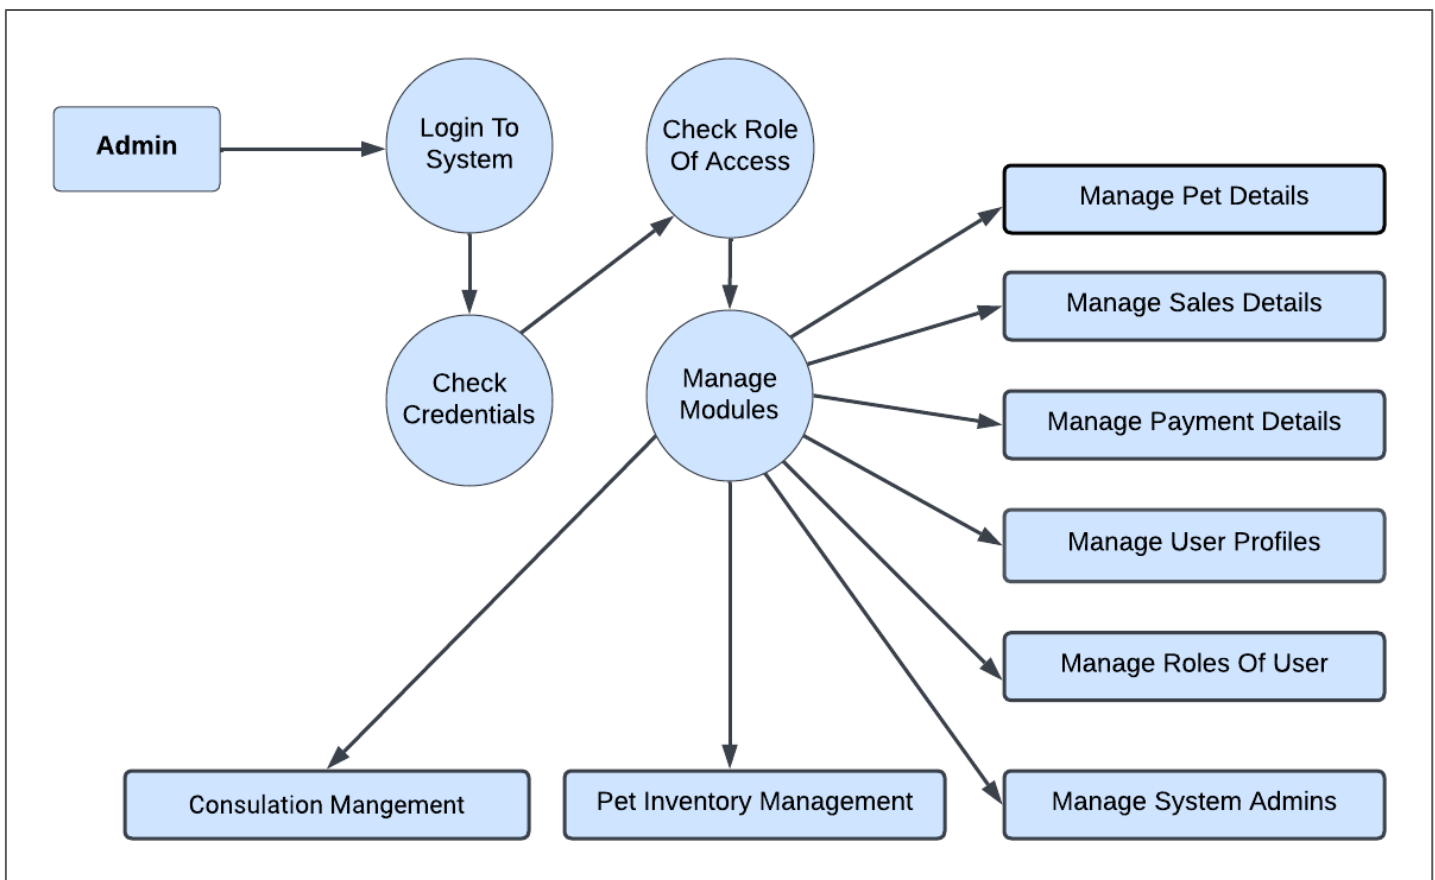 Admin
Login To
System
Check Role
Of Access
Check
Credentials
Manage
Modules
Manage Pet Details
Manage Sales Details
Manage Payment Details
Manage User Profiles
Manage Roles Of User
Manage System Admins
Consulation Mangement
Pet Inventory Management